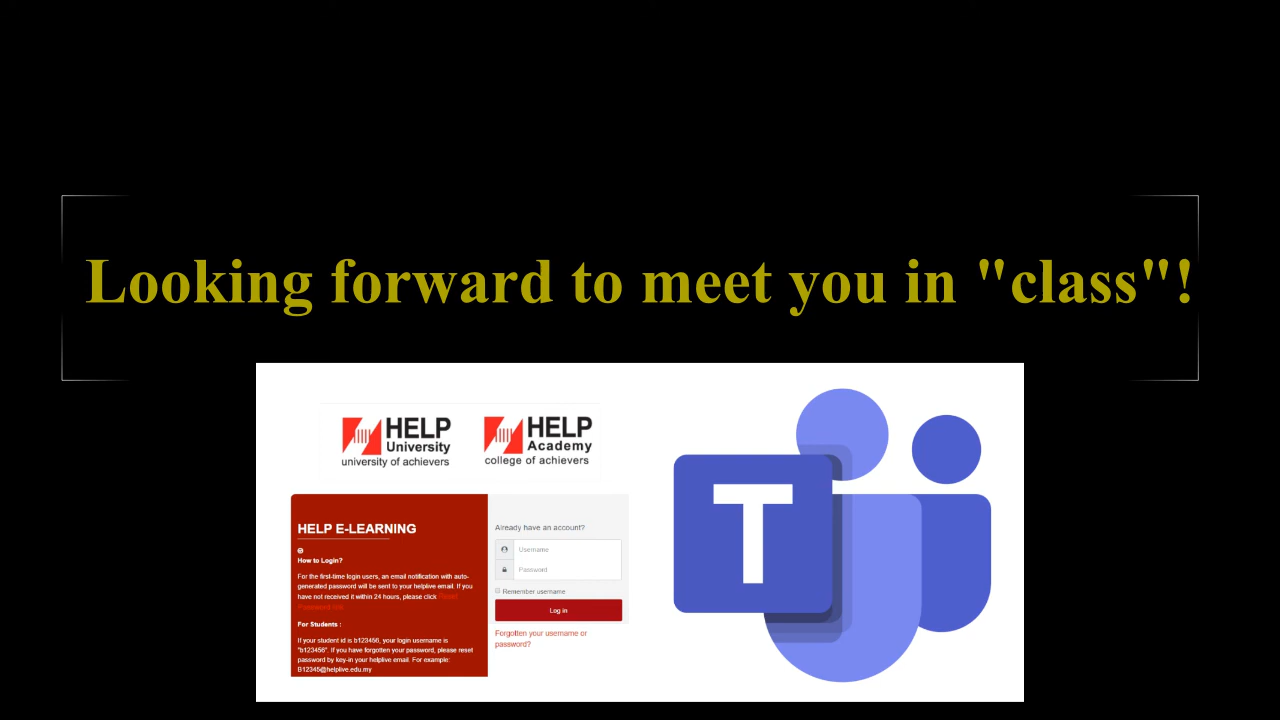 Looking forward to meet you in "class"!
HELP
University
university of achievers
HELP
Academy
college of achievers
HELP E-LEARNING
How to Login?
For the first-time login users, an email notification with auto-
generated password will be sent to your helplive email. If you
have not received it within 24 hours, please click Reset
Password link
For Students :
If your student id is b123456, your login username is
"b123456". If you have forgotten your password, please reset
password by key-in your helplive email. For example:
B12345@helplive.edu.my
Already have an account?
Username
Password
Remember username
Log in
Forgotten your username or
password?
T